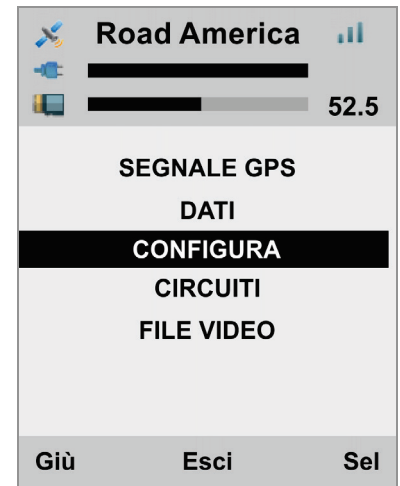 Road America
52.5
SEGNALE GPS
DATI
CONFIGURA
CIRCUITI
FILE VIDEO
Giù Esci Sel